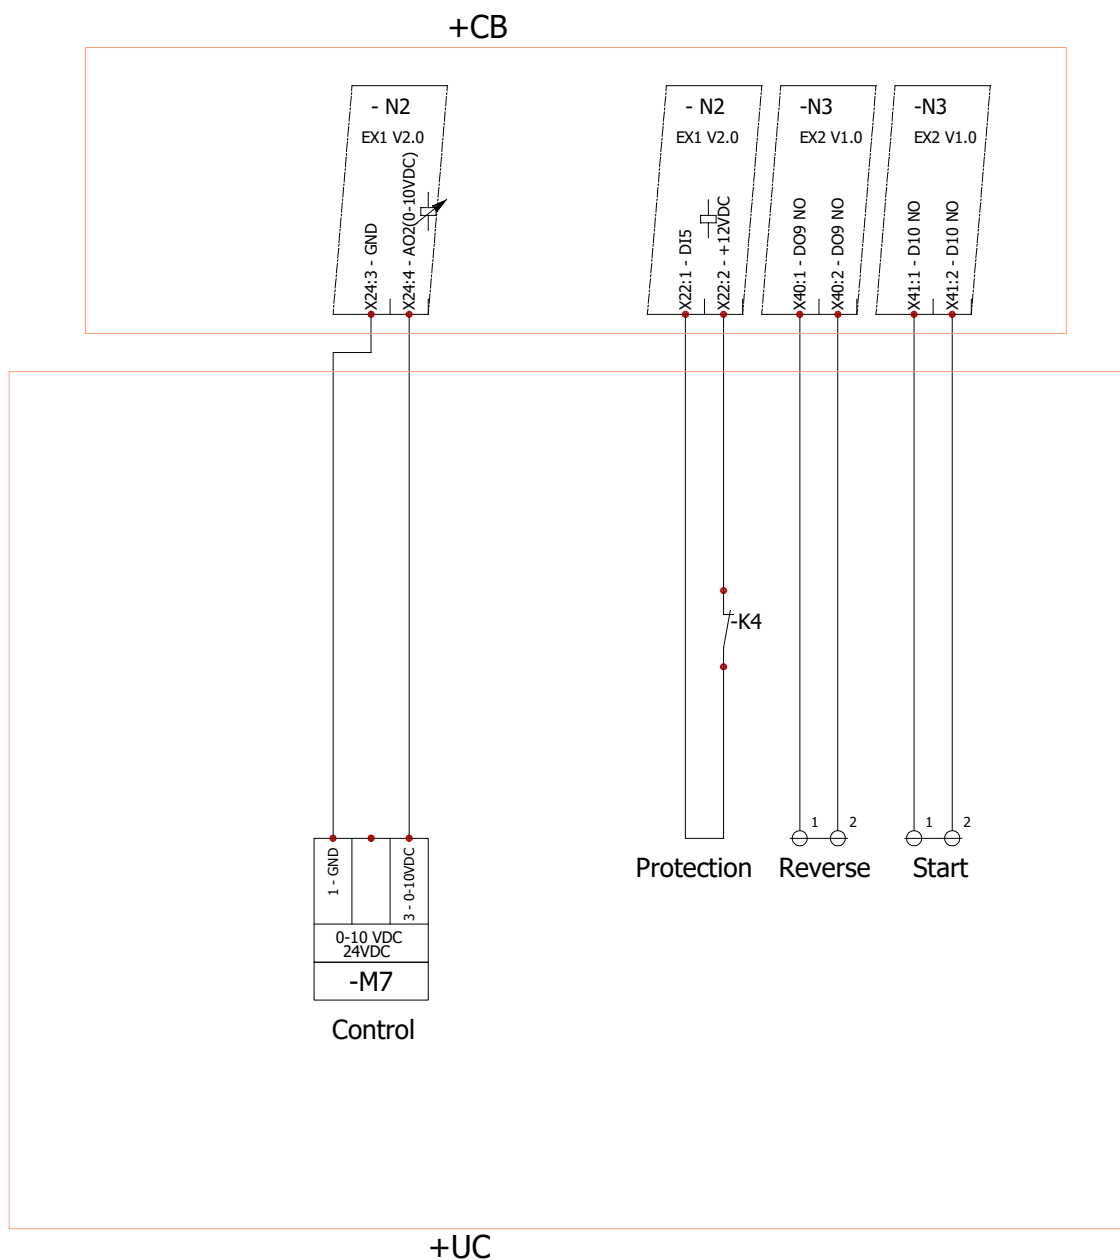 +CB
- N2
EX1 V2.0
X24:3 - GND
X24:4 - AO2(0-10VDC)
- N2
EX1 V2.0
X22:1 - DI5
X22:2 - +12VDC
-N3
EX2 V1.0
X40:1 - DO9 NO
X40:2 - DO9 NO
-N3
EX2 V1.0
X41:1 - D10 NO
X41:2 - D10 NO
-K4
1 - GND
3 - 0-10VDC
0-10 VDC
24VDC
-M7
Control
Protection
1 2
Reverse
1 2
Start
+UC